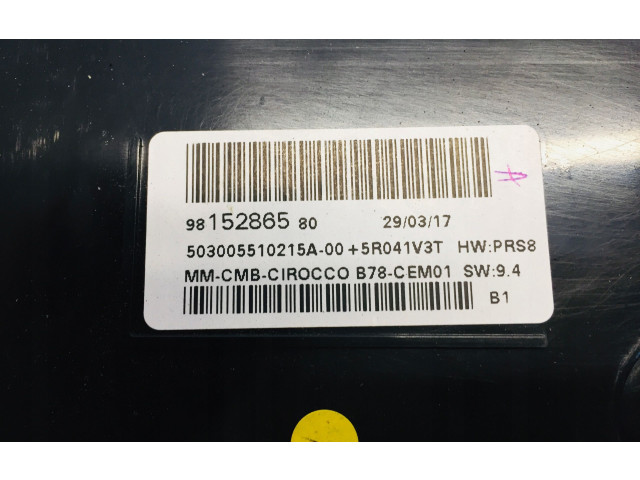 98 152865 80 29/03/17
503005510215A-00 +5R041V3T HW:PRS8
MM-CMB-CIROCCO B78-CEM01 SW:9.4
B1
A